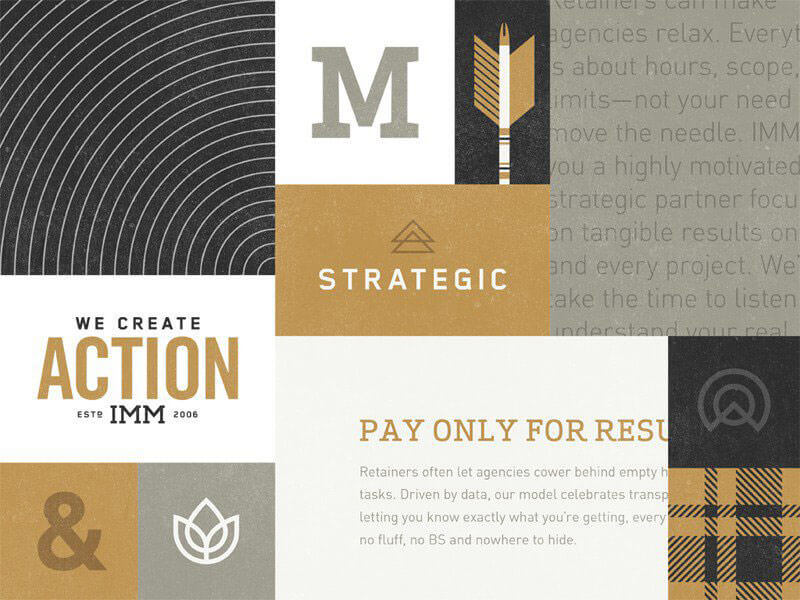 M
Retainers can make
agencies relax. Everyt
s about hours, scope,
imits—not your need
move the needle. IMM
you a highly motivated
strategic partner focu
on tangible results on
and every project. We'
take the time to listen
understand your real
STRATEGIC
WE CREATE
ACTION
ESTD IMM 2006
PAY ONLY FOR RESU
Retainers often let agencies cower behind empty h
tasks. Driven by data, our model celebrates transp
letting you know exactly what you're getting, every
no fluff, no BS and nowhere to hide.
&